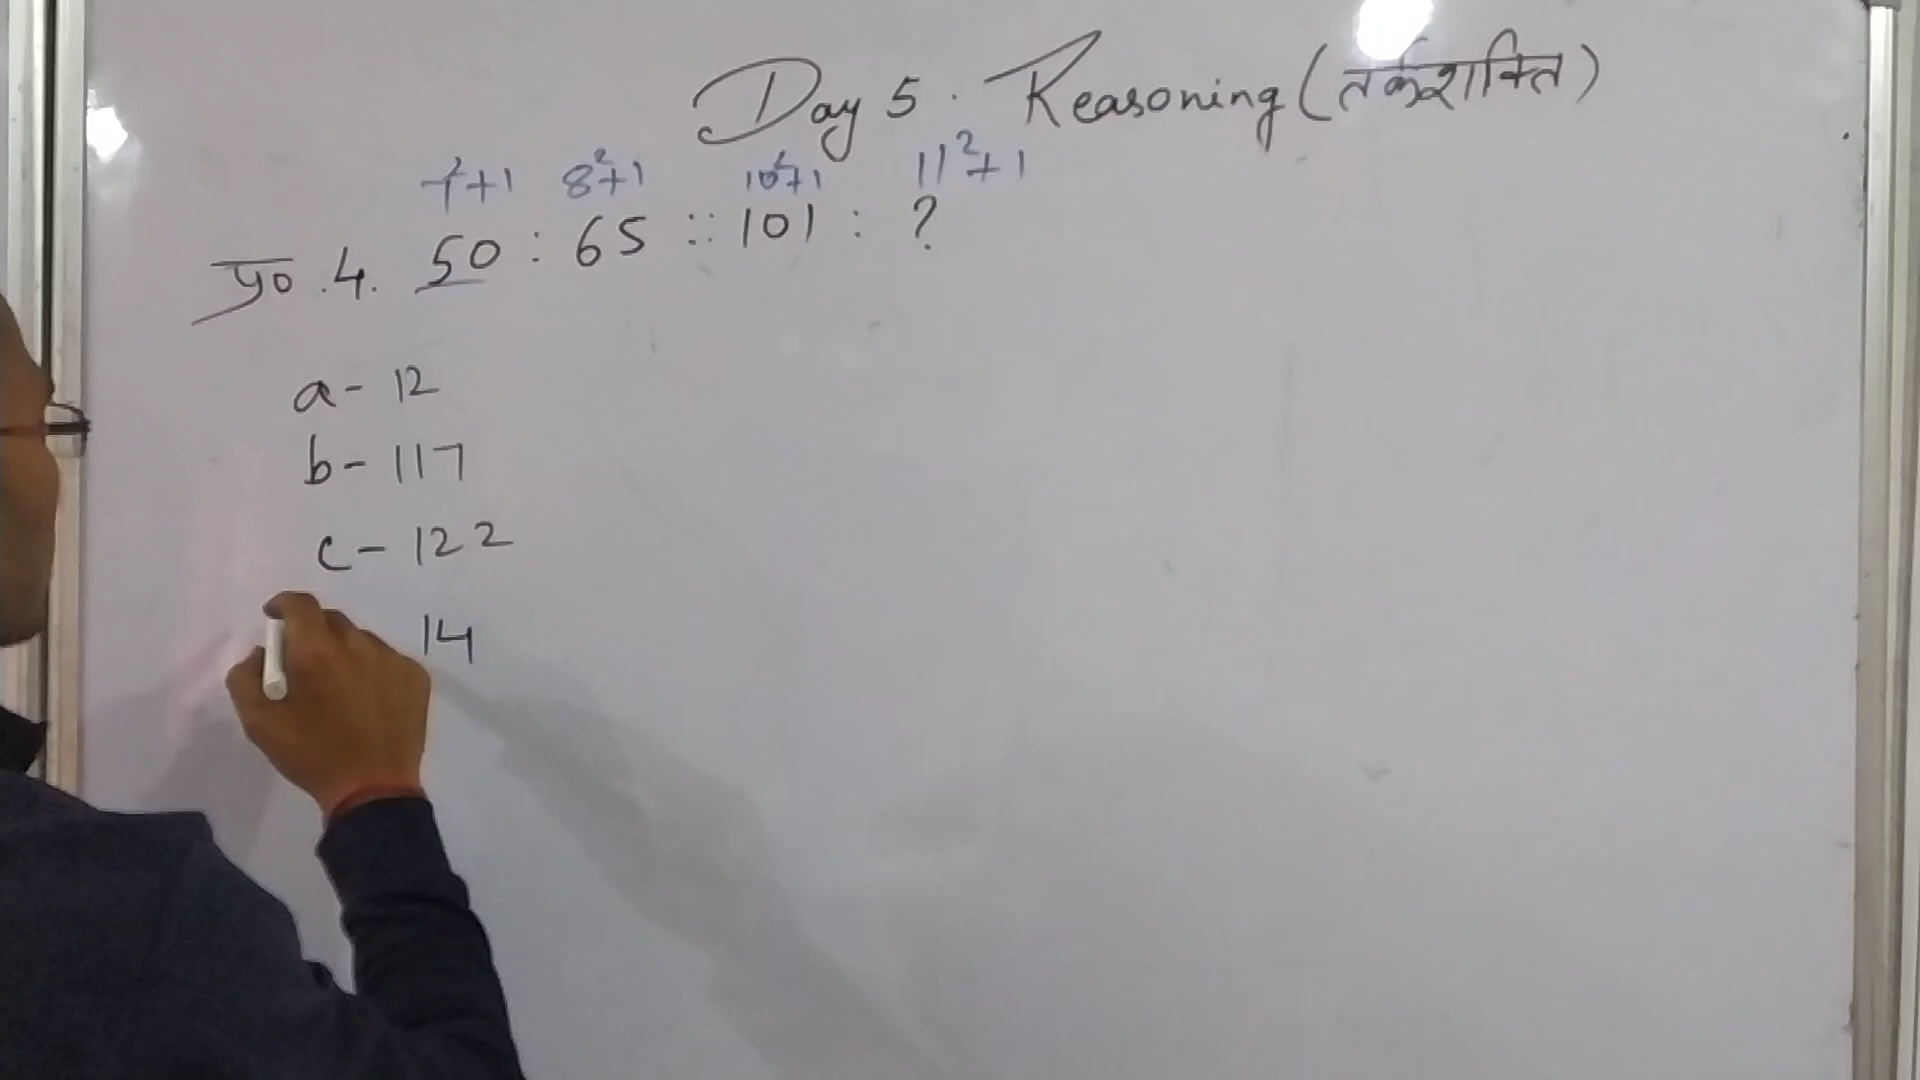 Day 5. Reasoning (तर्कशक्ति)
7²+1 8²+1 10²+1 11²+1
प्र० .4. 50 : 65 :: 101 : ?
a- 12
b- 117
c- 122
14